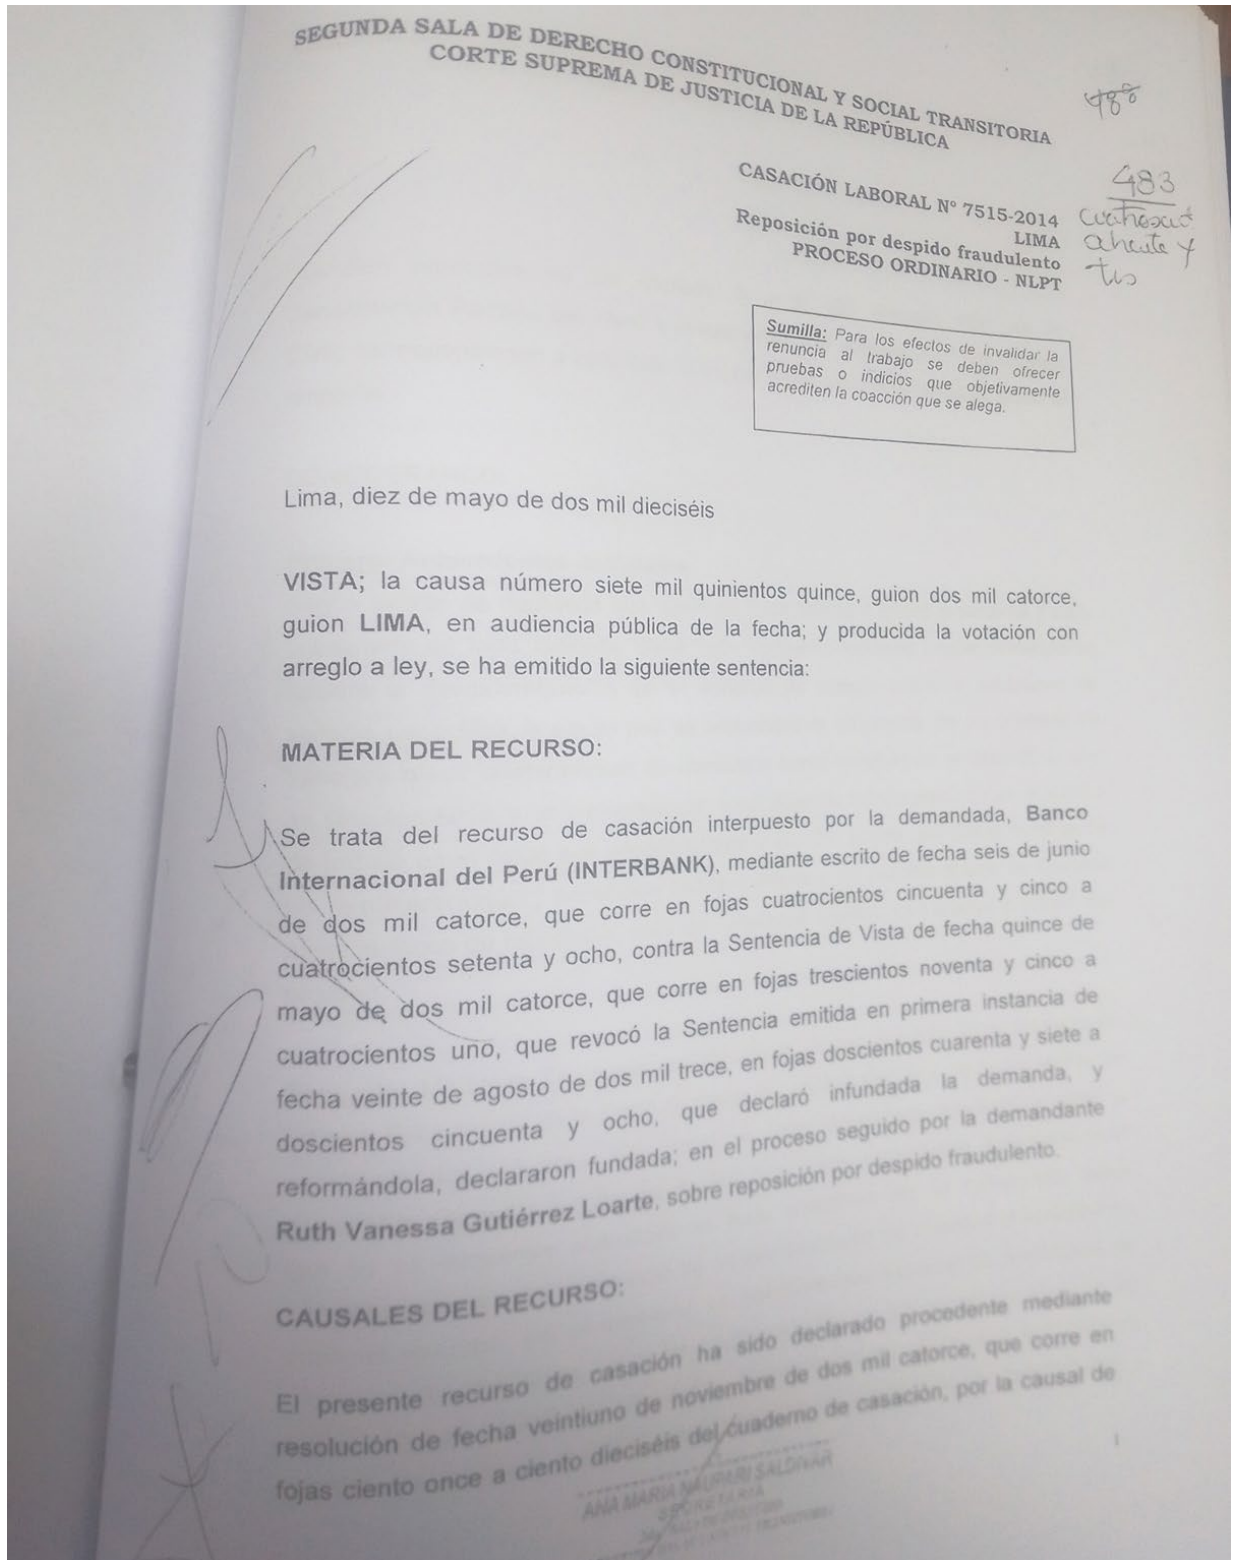 SEGUNDA SALA DE DERECHO CONSTITUCIONAL Y SOCIAL TRANSITORIA
CORTE SUPREMA DE JUSTICIA DE LA REPÚBLICA
483
CASACIÓN LABORAL Nº 7515-2014
LIMA
Reposición por despido fraudulento
PROCESO ORDINARIO - NLPT
Sumilla: Para los efectos de invalidar la
renuncia al trabajo se deben ofrecer
pruebas o indicios que objetivamente
acrediten la coacción que se alega.
Lima, diez de mayo de dos mil dieciséis
VISTA; la causa número siete mil quinientos quince, guion dos mil catorce,
guion LIMA, en audiencia pública de la fecha; y producida la votación con
arreglo a ley, se ha emitido la siguiente sentencia:
MATERIA DEL RECURSO:
Se trata del recurso de casación interpuesto por la demandada, Banco
Internacional del Perú (INTERBANK), mediante escrito de fecha seis de junio
de dos mil catorce, que corre en fojas cuatrocientos cincuenta y cinco a
cuatrocientos setenta y ocho, contra la Sentencia de Vista de fecha quince de
mayo de dos mil catorce, que corre en fojas trescientos noventa y cinco a
cuatrocientos uno, que revocó la Sentencia emitida en primera instancia de
fecha veinte de agosto de dos mil trece, en fojas doscientos cuarenta y siete a
doscientos cincuenta y ocho, que declaró infundada la demanda, y
reformándola, declararon fundada; en el proceso seguido por la demandante
Ruth Vanessa Gutiérrez Loarte, sobre reposición por despido fraudulento.
CAUSALES DEL RECURSO:
El presente recurso de casación ha sido declarado procedente mediante
resolución de fecha veintiuno de noviembre de dos mil catorce, que corre en
fojas ciento once a ciento dieciséis del cuaderno de casación, por la causal de
1
ANA MARIA NAUPARI SALDIVAR
SECRETARIA